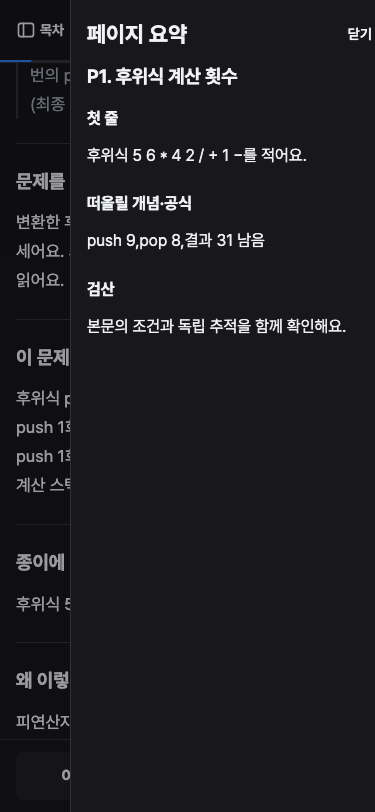 목차
페이지 요약
닫기
P1. 후위식 계산 횟수
첫 줄
후위식 5 6 * 4 2 / + 1 −를 적어요.
떠올릴 개념·공식
push 9,pop 8,결과 31 남음
검산
본문의 조건과 독립 추적을 함께 확인해요.
번의 p
(최종
문제를
변환한
세어요.
읽어요.
이 문제
후위식 p
push 1회
push 1회
계산 스택
종이에
후위식 5
왜 이렇
피연산자